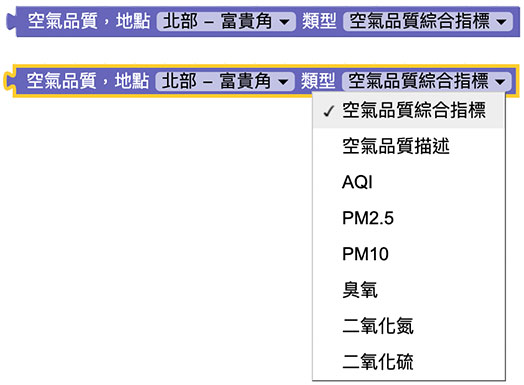 空氣品質，地點 北部 – 富貴角 類型 空氣品質綜合指標
空氣品質，地點 北部 – 富貴角 類型 空氣品質綜合指標
✓ 空氣品質綜合指標
空氣品質描述
AQI
PM2.5
PM10
臭氧
二氧化氮
二氧化硫